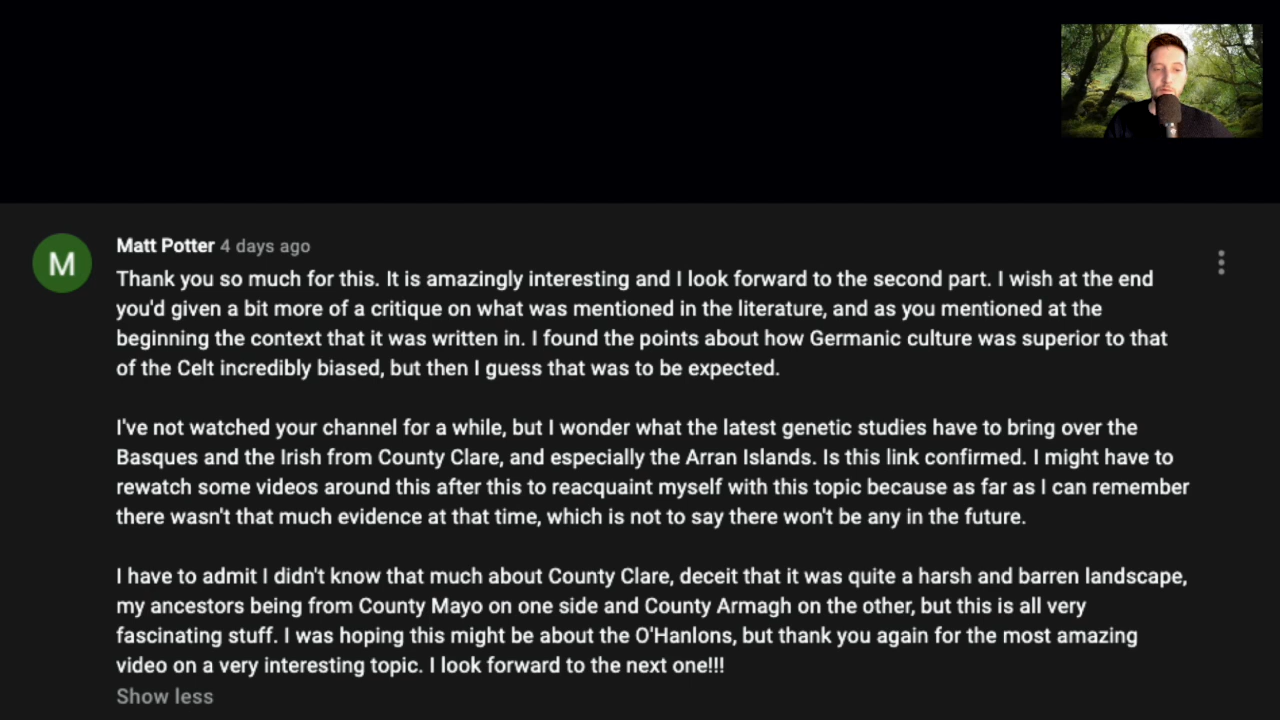 M
Matt Potter 4 days ago
Thank you so much for this. It is amazingly interesting and I look forward to the second part. I wish at the end
you'd given a bit more of a critique on what was mentioned in the literature, and as you mentioned at the
beginning the context that it was written in. I found the points about how Germanic culture was superior to that
of the Celt incredibly biased, but then I guess that was to be expected.
I've not watched your channel for a while, but I wonder what the latest genetic studies have to bring over the
Basques and the Irish from County Clare, and especially the Arran Islands. Is this link confirmed. I might have to
rewatch some videos around this after this to reacquaint myself with this topic because as far as I can remember
there wasn't that much evidence at that time, which is not to say there won't be any in the future.
I have to admit I didn't know that much about County Clare, deceit that it was quite a harsh and barren landscape,
my ancestors being from County Mayo on one side and County Armagh on the other, but this is all very
fascinating stuff. I was hoping this might be about the O'Hanlons, but thank you again for the most amazing
video on a very interesting topic. I look forward to the next one!!!
Show less